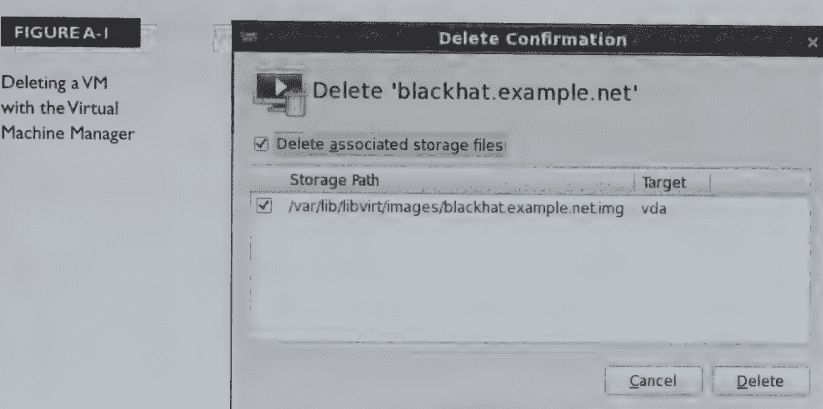 FIGURE A-1
Deleting a VM
with the Virtual
Machine Manager
Delete Confirmation
Delete 'blackhat.example.net'
Delete associated storage files
Storage Path Target
/var/lib/libvirt/images/blackhat.example.net.img vda
Cancel Delete